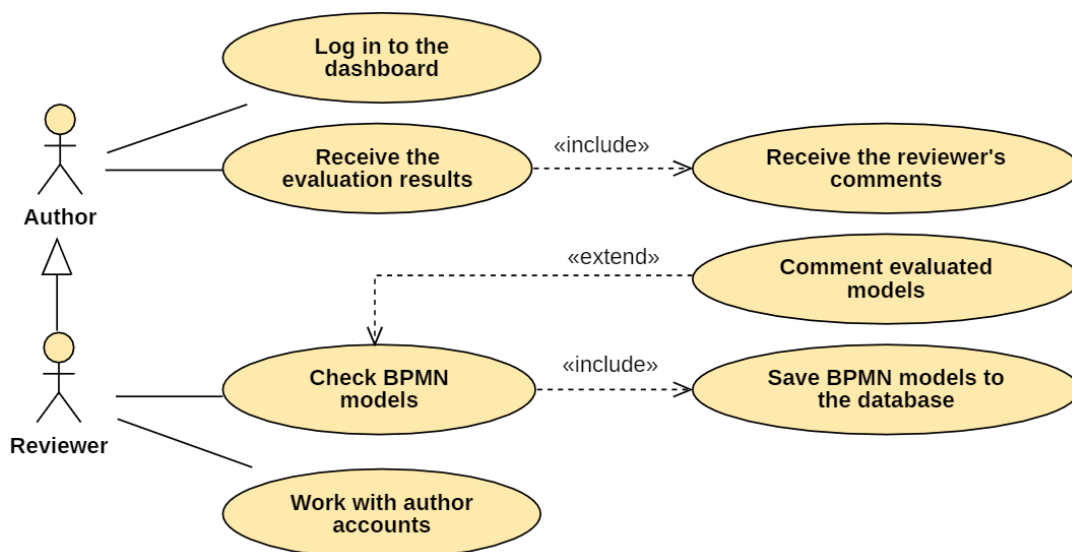 Log in to the
dashboard
Author
Receive the
evaluation results
«include»
Receive the reviewer's
comments
«extend»
Comment evaluated
models
Reviewer
Check BPMN
models
«include»
Save BPMN models to
the database
Work with author
accounts